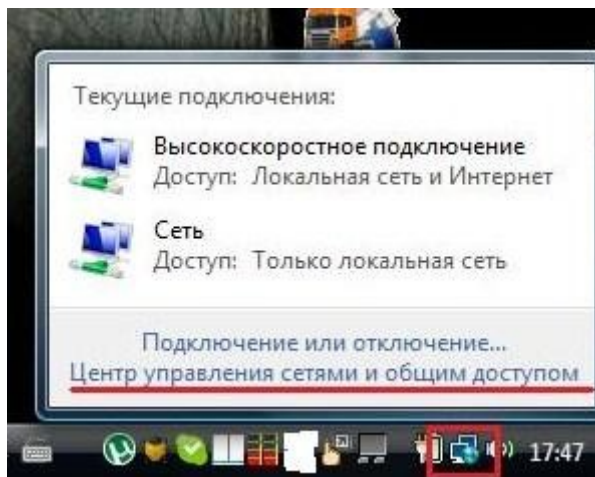 Текущие подключения:
Высокоскоростное подключение
Доступ: Локальная сеть и Интернет
Сеть
Доступ: Только локальная сеть
Подключение или отключение...
Центр управления сетями и общим доступом
17:47